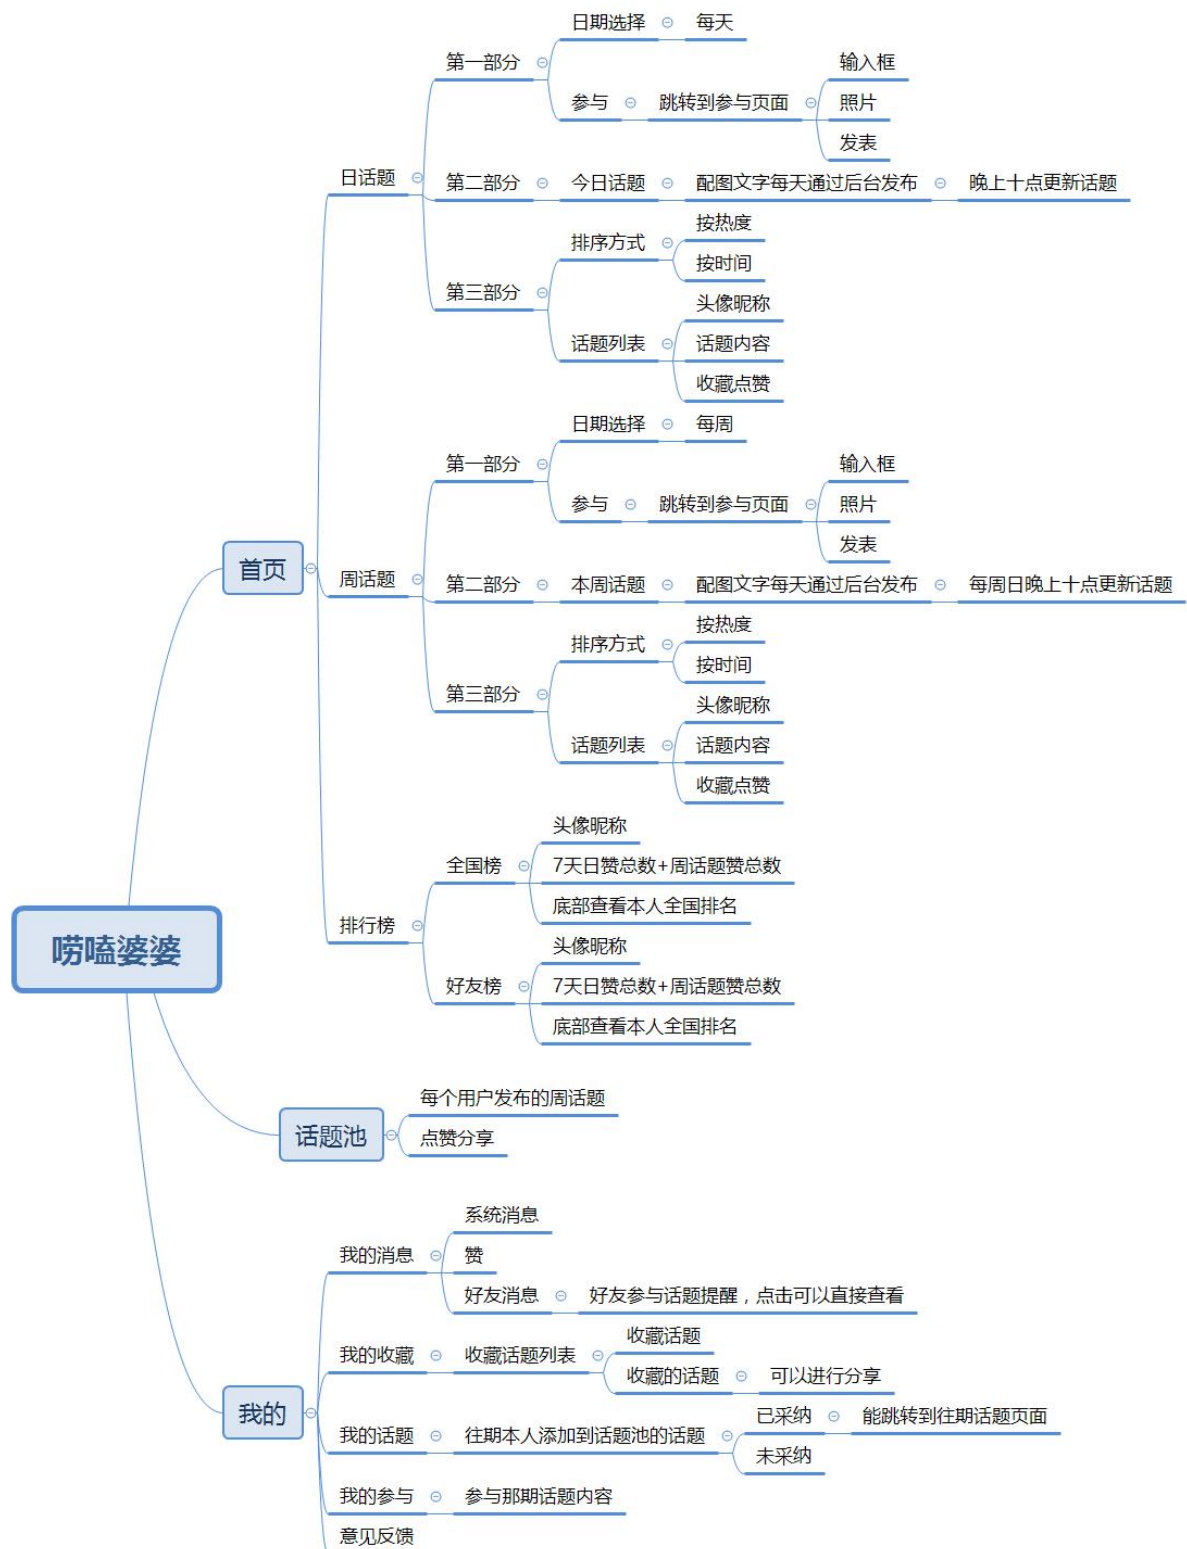 唠嗑婆婆
首页
日话题
第一部分
日期选择
每天
参与
跳转到参与页面
输入框
照片
发表
第二部分
今日话题
配图文字每天通过后台发布
晚上十点更新话题
第三部分
排序方式
按热度
按时间
话题列表
头像昵称
话题内容
收藏点赞
周话题
第一部分
日期选择
每周
参与
跳转到参与页面
输入框
照片
发表
第二部分
本周话题
配图文字每天通过后台发布
每周日晚上十点更新话题
第三部分
排序方式
按热度
按时间
话题列表
头像昵称
话题内容
收藏点赞
排行榜
全国榜
头像昵称
7天日赞总数+周话题赞总数
底部查看本人全国排名
好友榜
头像昵称
7天日赞总数+周话题赞总数
底部查看本人全国排名
话题池
每个用户发布的周话题
点赞分享
我的
我的消息
系统消息
赞
好友消息
好友参与话题提醒，点击可以直接查看
我的收藏
收藏话题列表
收藏话题
收藏的话题
可以进行分享
我的话题
往期本人添加到话题池的话题
已采纳
能跳转到往期话题页面
未采纳
我的参与
参与那期话题内容
意见反馈